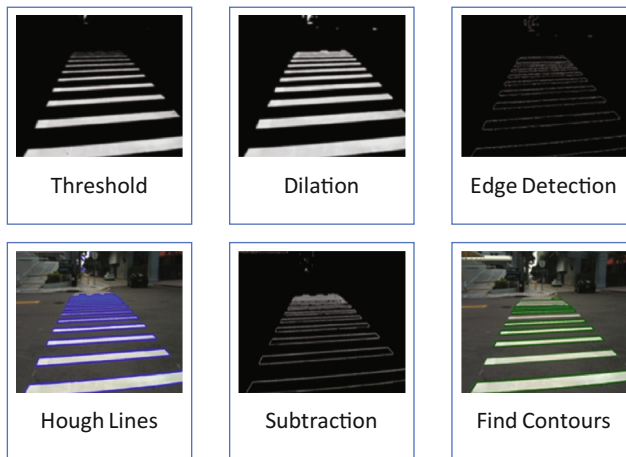 Threshold
Dilation
Edge Detection
Hough Lines
Subtraction
Find Contours